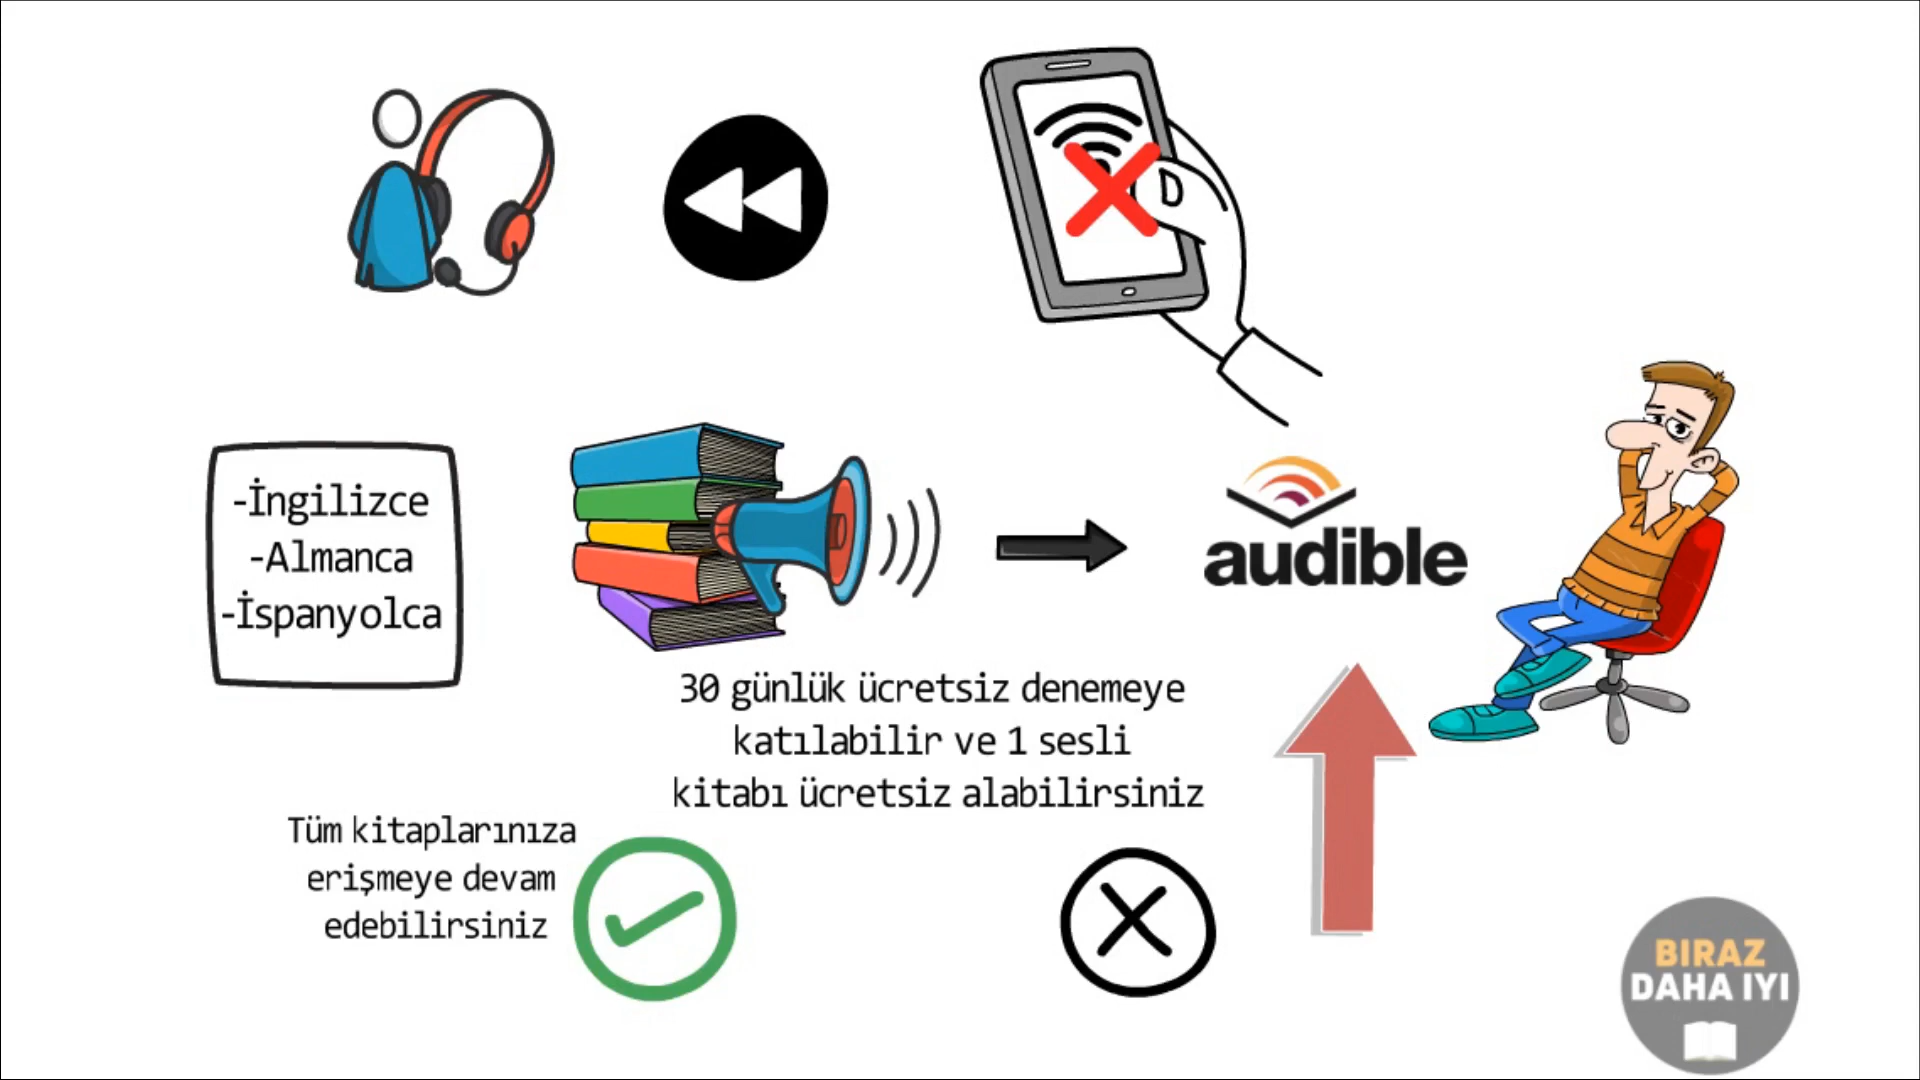 -İngilizce
-Almanca
-İspanyolca
audible
30 günlük ücretsiz denemeye
katılabilir ve 1 sesli
kitabı ücretsiz alabilirsiniz
Tüm kitaplarınıza
erişmeye devam
edebilirsiniz
BIRAZ
DAHA IYI